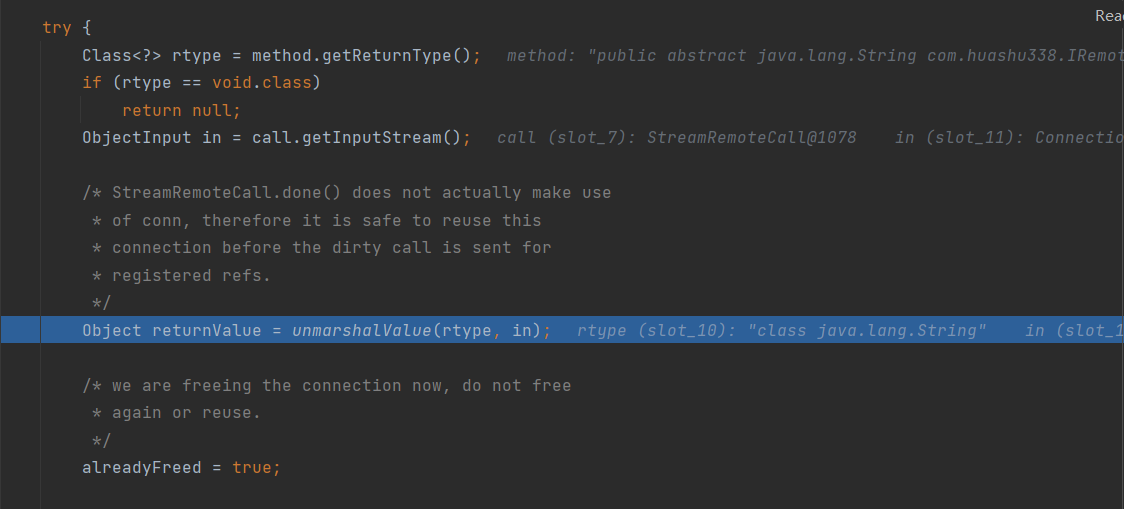 Read
try {
Class<?> rtype = method.getReturnType(); method: "public abstract java.lang.String com.huashu338.IRemot
if (rtype == void.class)
return null;
ObjectInput in = call.getInputStream(); call (slot_7): StreamRemoteCall@1078 in (slot_11): Connectio
/* StreamRemoteCall.done() does not actually make use
* of conn, therefore it is safe to reuse this
* connection before the dirty call is sent for
* registered refs.
*/
Object returnValue = unmarshalValue(rtype, in); rtype (slot_10): "class java.lang.String" in (slot_1
/* we are freeing the connection now, do not free
* again or reuse.
*/
alreadyFreed = true;